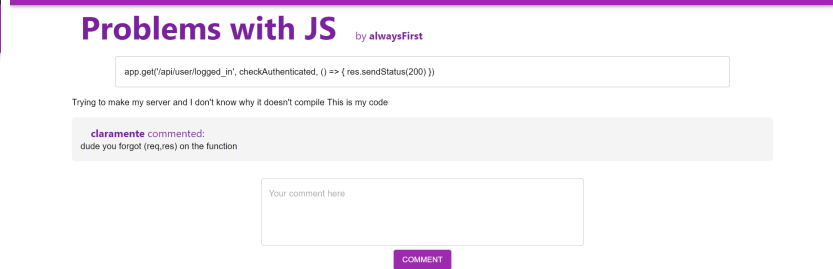 Problems with JS by alwaysFirst
app.get('/api/user/logged_in', checkAuthenticated, () => { res.sendStatus(200) })
Trying to make my server and I don't know why it doesn't compile This is my code
claramente commented:
dude you forgot (req,res) on the function
Your comment here
COMMENT